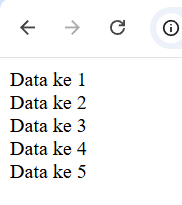 Data ke 1
Data ke 2
Data ke 3
Data ke 4
Data ke 5